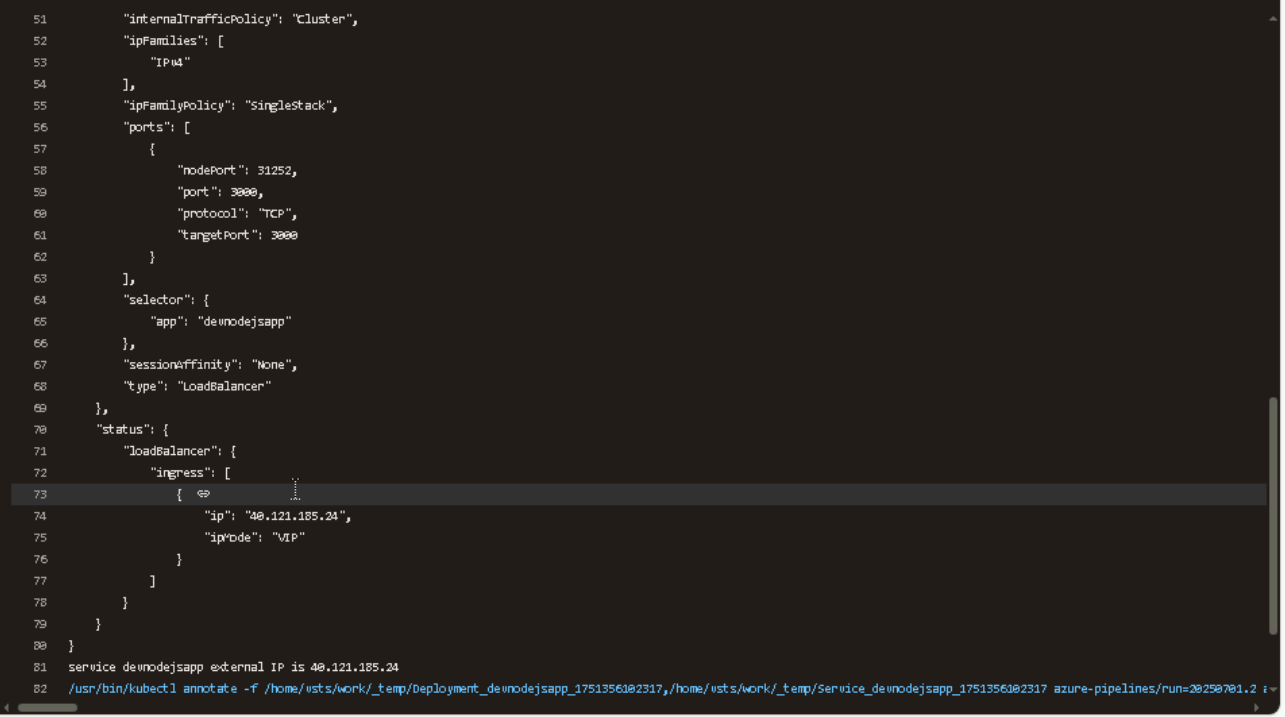 51 "internalTrafficPolicy": "Cluster",
52 "ipFamilies": [
53 "IPv4"
54 ],
55 "ipFamilyPolicy": "SingleStack",
56 "ports": [
57 {
58 "nodePort": 31252,
59 "port": 3000,
60 "protocol": "TCP",
61 "targetPort": 3000
62 }
63 ],
64 "selector": {
65 "app": "devnodejsapp"
66 },
67 "sessionAffinity": "None",
68 "type": "LoadBalancer"
69 },
70 "status": {
71 "loadBalancer": {
72 "ingress": [
73 {
74 "ip": "40.121.185.24",
75 "ipMode": "VIP"
76 }
77 ]
78 }
79 }
80 }
81 service devnodejsapp external IP is 40.121.185.24
82 /usr/bin/kubectl annotate -f /home/vsts/work/_temp/Deployment_devnodejsapp_1751356102317,/home/vsts/work/_temp/Service_devnodejsapp_1751356102317 azure-pipelines/run=20250701.2